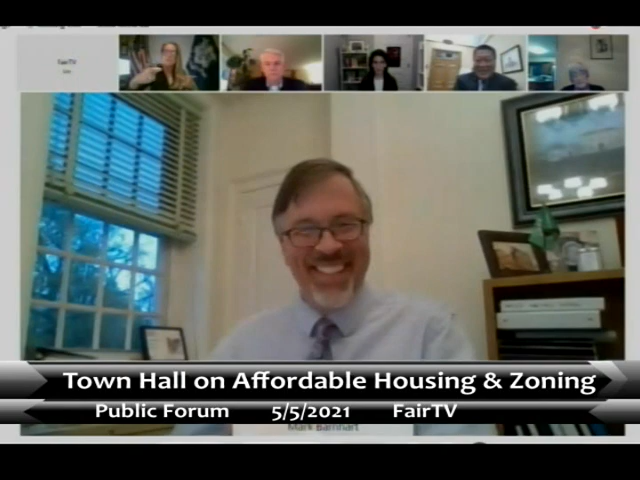 FairTV
Town Hall on Affordable Housing & Zoning
Public Forum 5/5/2021 FairTV
Mark Barnhart